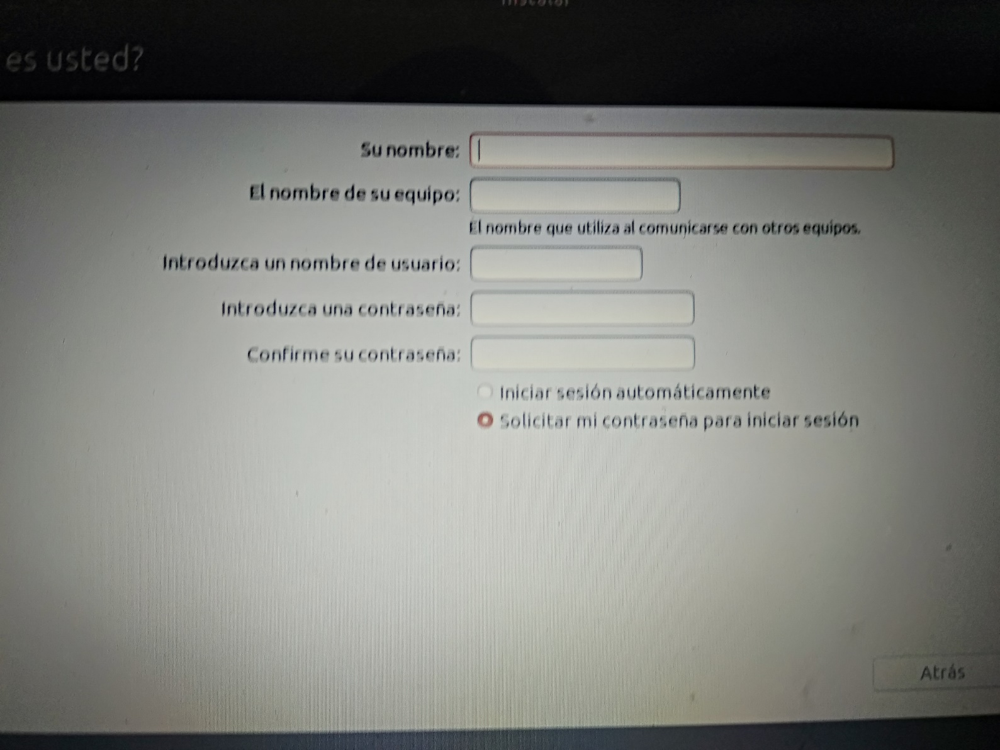 es usted?
Su nombre:
El nombre de su equipo:
El nombre que utiliza al comunicarse con otros equipos.
Introduzca un nombre de usuario:
Introduzca una contraseña:
Confirme su contraseña:
Iniciar sesión automáticamente
Solicitar mi contraseña para iniciar sesión
Atrás